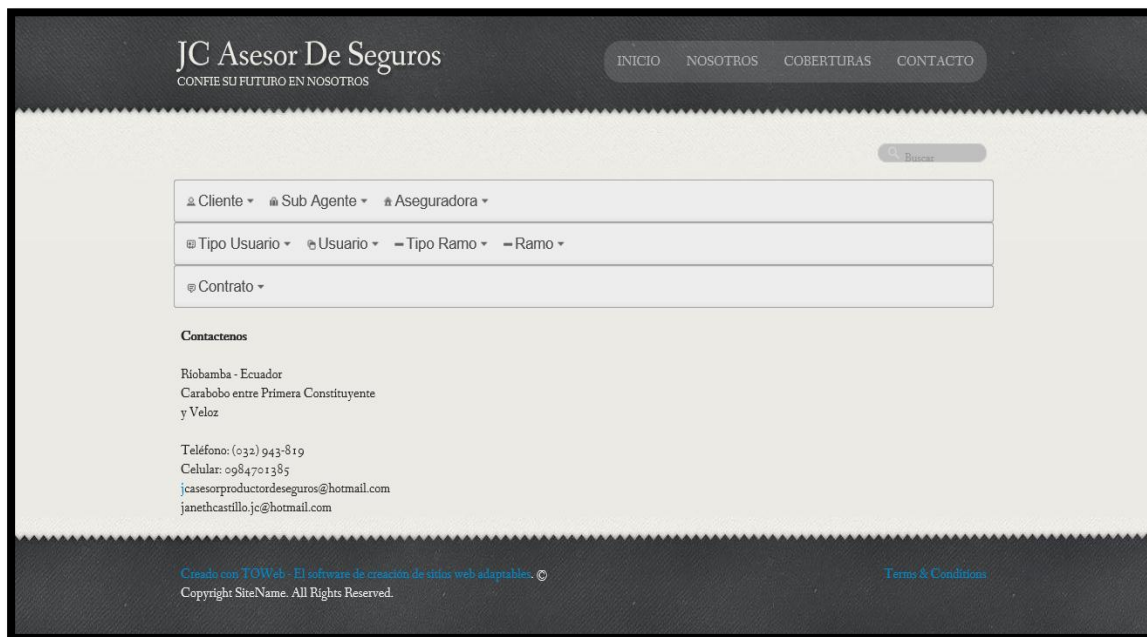 JC Asesor De Seguros
CONFIE SU FUTURO EN NOSOTROS
INICIO NOSOTROS COBERTURAS CONTACTO
Buscar
Cliente Sub Agente Aseguradora
Tipo Usuario Usuario Tipo Ramo Ramo
Contrato
Contactenos
Riobamba - Ecuador
Carabobo entre Primera Constituyente
y Veloz
Teléfono: (032) 943-819
Celular: 0984701385
jcasesorproductordeseguros@hotmail.com
janethcastillo.jc@hotmail.com
Creado con TOWeb - El software de creación de sitios web adaptables. ©
Terms & Conditions
Copyright SiteName. All Rights Reserved.